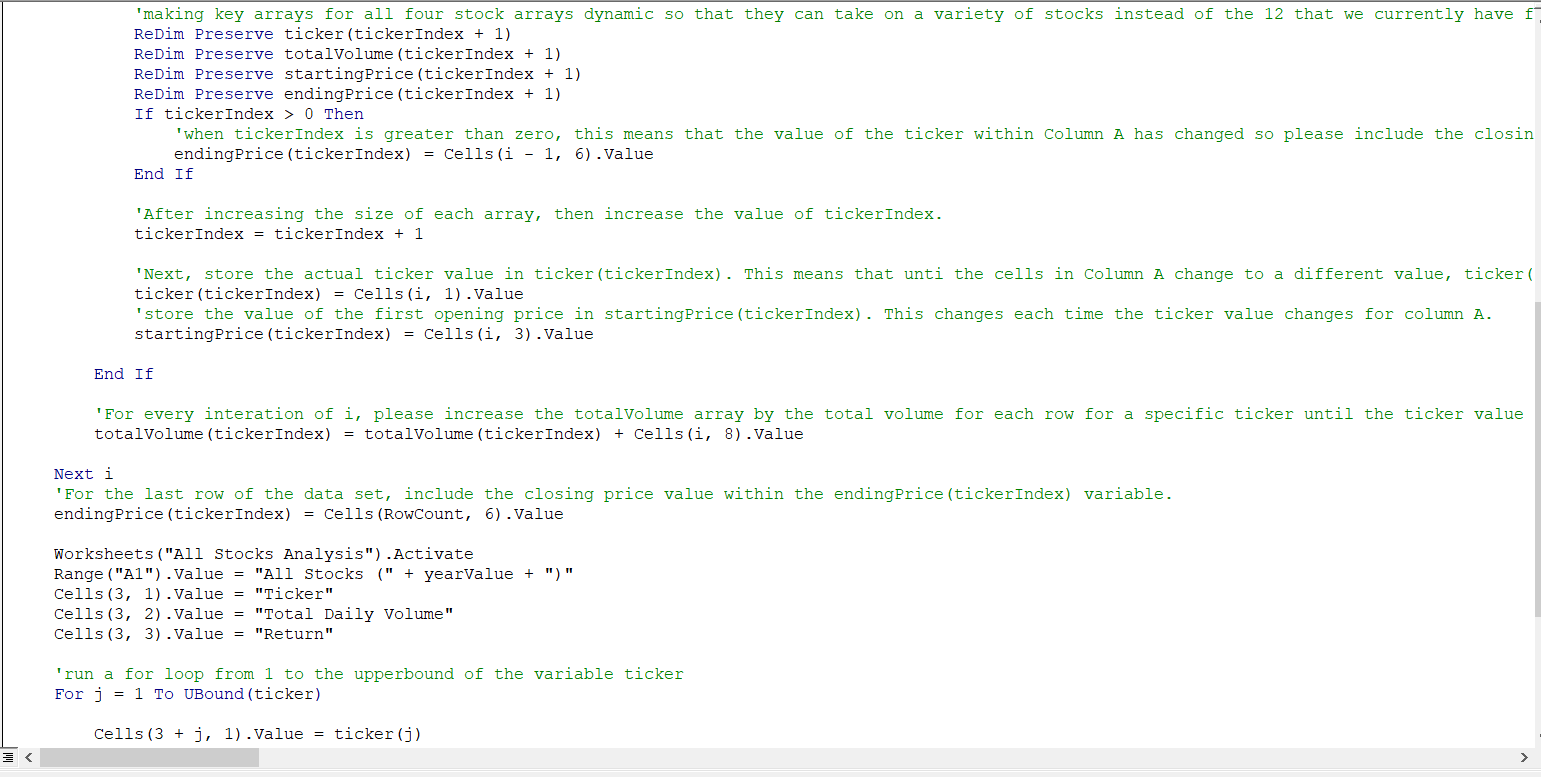 'making key arrays for all four stock arrays dynamic so that they can take on a variety of stocks instead of the 12 that we currently have f
ReDim Preserve ticker(tickerIndex + 1)
ReDim Preserve totalVolume(tickerIndex + 1)
ReDim Preserve startingPrice(tickerIndex + 1)
ReDim Preserve endingPrice(tickerIndex + 1)
If tickerIndex > 0 Then
'when tickerIndex is greater than zero, this means that the value of the ticker within Column A has changed so please include the closin
endingPrice(tickerIndex) = Cells(i - 1, 6).Value
End If
'After increasing the size of each array, then increase the value of tickerIndex.
tickerIndex = tickerIndex + 1
'Next, store the actual ticker value in ticker(tickerIndex). This means that unti the cells in Column A change to a different value, ticker(
ticker(tickerIndex) = Cells(i, 1).Value
'store the value of the first opening price in startingPrice(tickerIndex). This changes each time the ticker value changes for column A.
startingPrice(tickerIndex) = Cells(i, 3).Value
End If
'For every interation of i, please increase the totalVolume array by the total volume for each row for a specific ticker until the ticker value
totalVolume(tickerIndex) = totalVolume(tickerIndex) + Cells(i, 8).Value
Next i
'For the last row of the data set, include the closing price value within the endingPrice(tickerIndex) variable.
endingPrice(tickerIndex) = Cells(RowCount, 6).Value
Worksheets("All Stocks Analysis").Activate
Range("A1").Value = "All Stocks (" + yearValue + ")"
Cells(3, 1).Value = "Ticker"
Cells(3, 2).Value = "Total Daily Volume"
Cells(3, 3).Value = "Return"
'run a for loop from 1 to the upperbound of the variable ticker
For j = 1 To UBound(ticker)
Cells(3 + j, 1).Value = ticker(j)